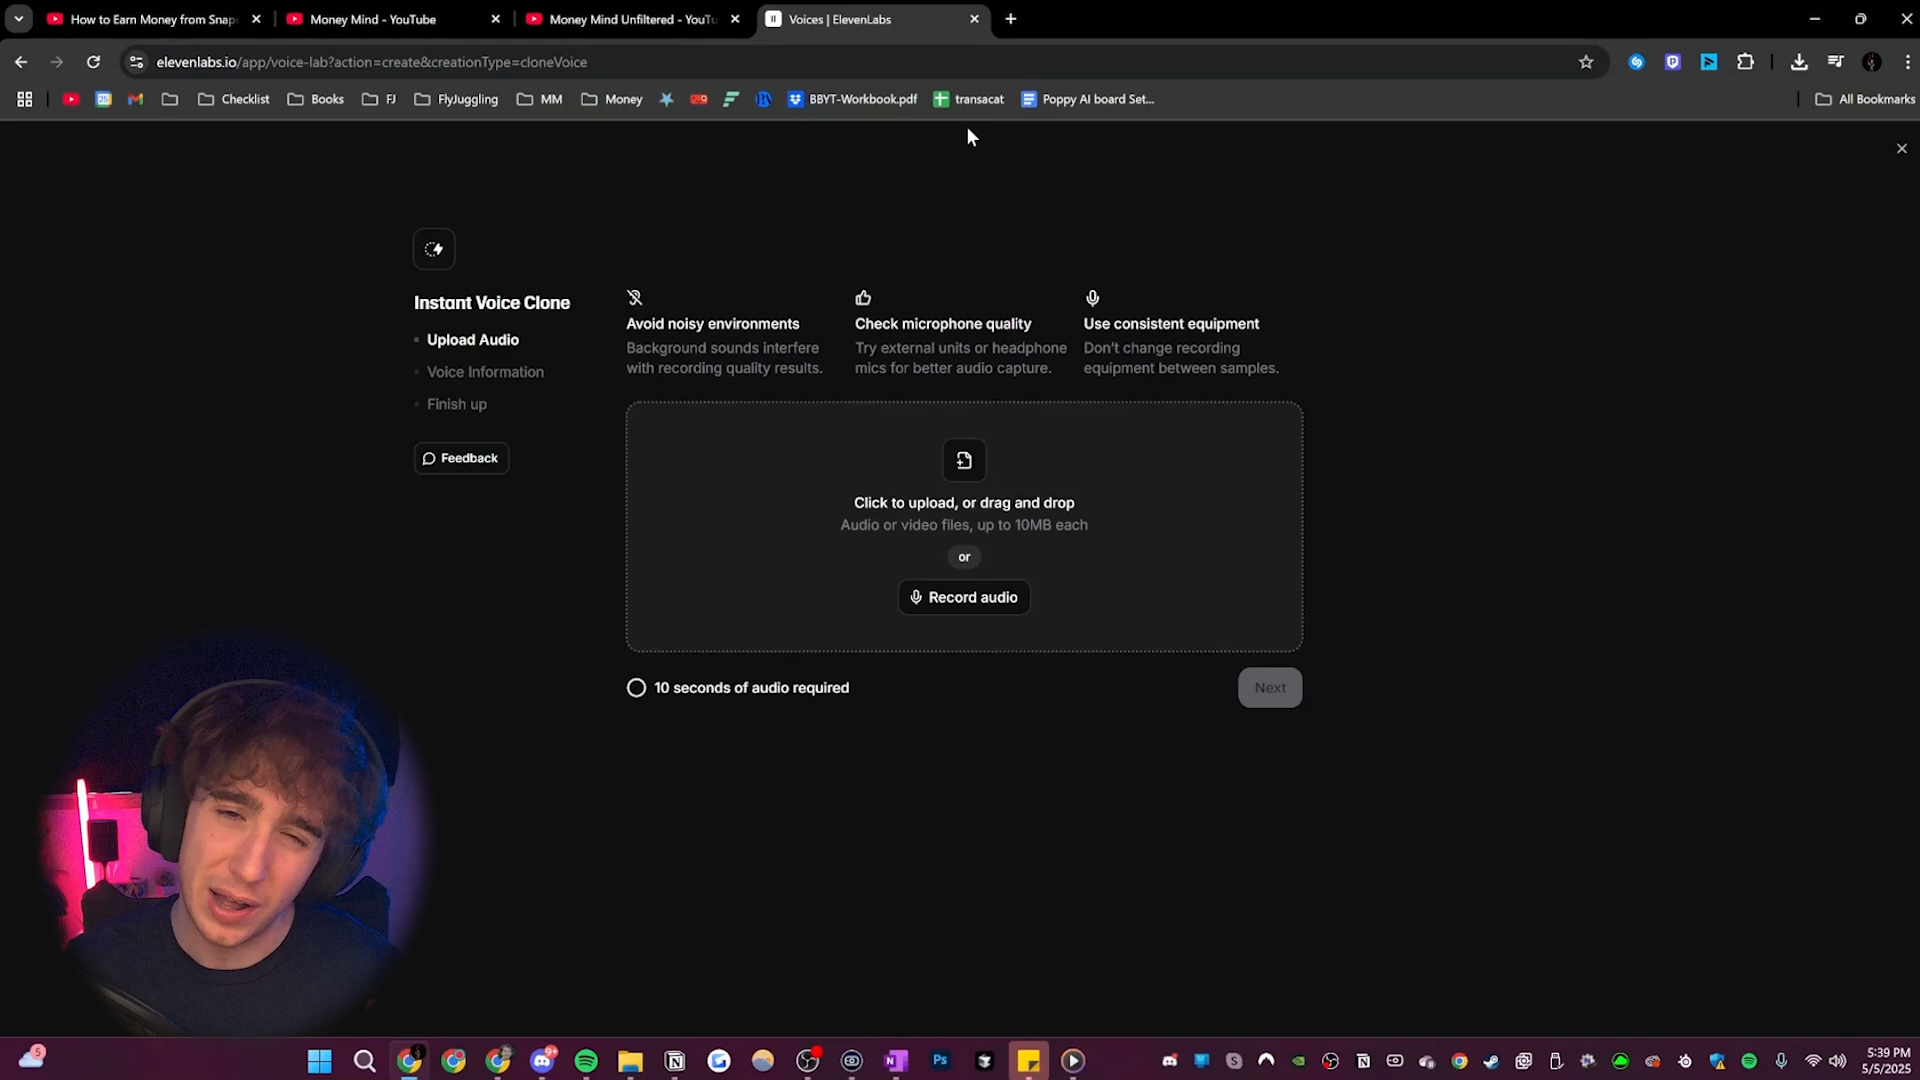 How to Earn Money from Snap
Money Mind - YouTube
Money Mind Unfiltered - YouTu
Voices | ElevenLabs
elevenlabs.io/app/voice-lab?action=create&creationType=cloneVoice
25
Checklist
Books
FJ
FlyJuggling
MM
Money
BBYT-Workbook.pdf
transacat
Poppy AI board Set...
All Bookmarks
Instant Voice Clone
Upload Audio
Voice Information
Finish up
Feedback
Avoid noisy environments
Background sounds interfere
with recording quality results.
Check microphone quality
Try external units or headphone
mics for better audio capture.
Use consistent equipment
Don't change recording
equipment between samples.
Click to upload, or drag and drop
Audio or video files, up to 10MB each
or
Record audio
10 seconds of audio required
Next
5
9+
Ps
5:39 PM
5/5/2025